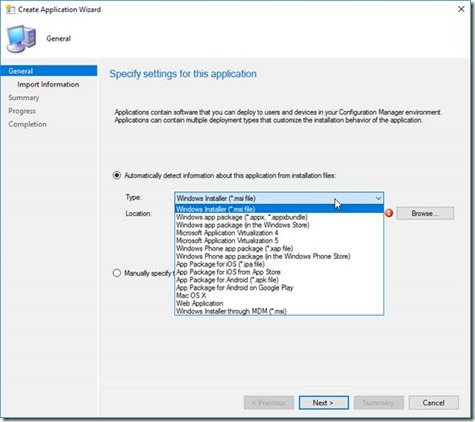 Create Application Wizard
General
General
Import Information
Summary
Progress
Completion
Specify settings for this application
Applications contain software that you can deploy to users and devices in your Configuration Manager environment.
Applications can contain multiple deployment types that customize the installation behavior of the application.
Automatically detect information about this application from installation files:
Type: Windows Installer (*.msi file)
Location:
Browse...
Windows Installer (*.msi file)
Windows app package (*.appx, *.appxbundle)
Windows app package (in the Windows Store)
Microsoft Application Virtualization 4
Microsoft Application Virtualization 5
Windows Phone app package (*.xap file)
Windows Phone app package (in the Windows Phone Store)
App Package for iOS (*.ipa file)
App Package for iOS from App Store
App Package for Android (*.apk file)
App Package for Android on Google Play
Mac OS X
Web Application
Windows Installer through MDM (*.msi)
Manually specify
< Previous
Next >
Summary
Cancel